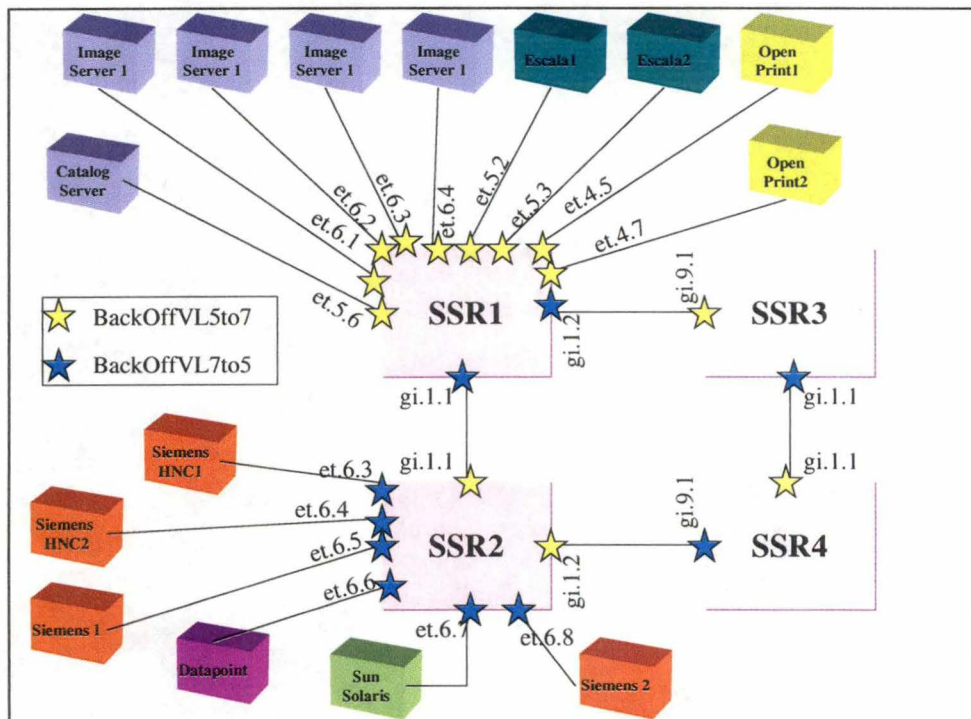 Image
Server 1
Image
Server 1
Image
Server 1
Image
Server 1
Escala1
Escala2
Open
Print1
Catalog
Server
Open
Print2
et.5.6
et.6.1
et.6.2
et.6.3
et.6.4
et.5.2
et.5.3
et.4.5
et.4.7
SSR1
gi.1.2
gi.9.1
SSR3
BackOffVL5to7
BackOffVL7to5
gi.1.1
gi.1.1
gi.1.1
gi.1.1
Siemens
HNC1
et.6.3
Siemens
HNC2
et.6.4
SSR2
gi.1.2
gi.9.1
SSR4
et.6.5
et.6.6
Siemens 1
Datapoint
et.6.7
et.6.8
Sun
Solaris
Siemens 2